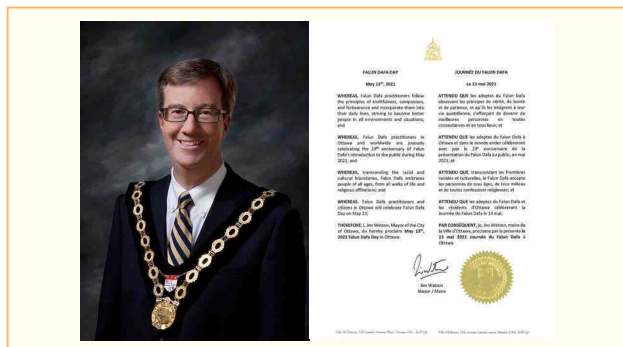 FALUN DAFA DAY
May 13th, 2021
WHEREAS, Falun Dafa practitioners follow
the principles of truthfulness, compassion,
and forbearance and incorporate them into
their daily lives, striving to become better
people in all environments and situations;
and
WHEREAS, Falun Dafa practitioners in
Ottawa and worldwide are joyously
celebrating the 29th anniversary of Falun
Dafa's introduction to the public during May
2021; and
WHEREAS, transcending the racial and
cultural boundaries, Falun Dafa embraces
people of all ages, from all walks of life and
religious affiliations; and
WHEREAS, Falun Dafa practitioners and
citizens in Ottawa will celebrate Falun Dafa
Day on May 13;
THEREFORE, I, Jim Watson, Mayor of the City
of Ottawa, do hereby proclaim May 13th,
2021 Falun Dafa Day in Ottawa.
JOURNÉE DU FALUN DAFA
Le 13 mai 2021
ATTENDU QUE les adeptes du Falun Dafa
observent les principes de vérité, de bonté
et de patience, et qu'ils les intègrent à leur
vie quotidienne, s'efforçant de devenir de
meilleures personnes en toutes
circonstances et en tous lieux; et
ATTENDU QUE les adeptes du Falun Dafa à
Ottawa et dans le monde entier célébreront
avec joie le 29e anniversaire de la
présentation du Falun Dafa au public, en mai
2021; et
ATTENDU QUE, transcendant les frontières
raciales et culturelles, le Falun Dafa accepte
les personnes de tous âges, de tous milieux
et de toutes confessions religieuses; et
ATTENDU QUE les adeptes du Falun Dafa et
les résidents d'Ottawa célébreront la
Journée du Falun Dafa le 13 mai;
PAR CONSÉQUENT, je, Jim Watson, maire de
la Ville d'Ottawa, proclame par la présente le
13 mai 2021 Journée du Falun Dafa à
Ottawa.
Jim Watson
Mayor / Maire